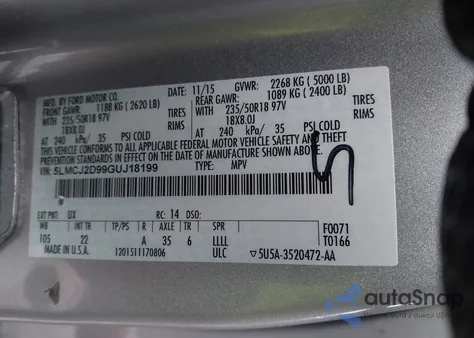 MFD. BY FORD MOTOR CO.
DATE: 11/15 GVWR: 2268 KG (5000 LB)
FRONT GAWR: 1188 KG (2620 LB) REAR GAWR: 1089 KG (2400 LB)
235/50R18 97V TIRES 235/50R18 97V TIRES
18X8.0J RIMS 18X8.0J RIMS
AT 240 kPa/ 35 PSI COLD AT 240 kPa/ 35 PSI COLD
THIS VEHICLE CONFORMS TO ALL APPLICABLE FEDERAL MOTOR VEHICLE SAFETY AND THEFT
PREVENTION STANDARDS IN EFFECT ON THE DATE OF MANUFACTURE SHOWN ABOVE.
VIN: 5LMCJ2D99GUJ18199 TYPE: MPV
EXT PNT: UX RC: 14 DSO: F0071
INT TR TP/PS R AXLE TR SPR T0166
105 22 A 35 6 LLLL
MADE IN U.S.A. 1201511170806 ULC 5U5A-3520472-AA
autoSnap